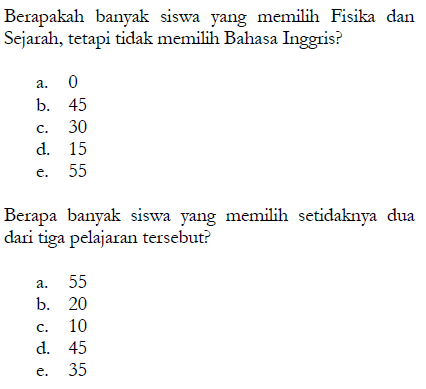 Berapakah banyak siswa yang memilih Fisika dan
Sejarah, tetapi tidak memilih Bahasa Inggris?
a. 0
b. 45
c. 30
d. 15
e. 55
Berapa banyak siswa yang memilih setidaknya dua
dari tiga pelajaran tersebut?
a. 55
b. 20
c. 10
d. 45
e. 35